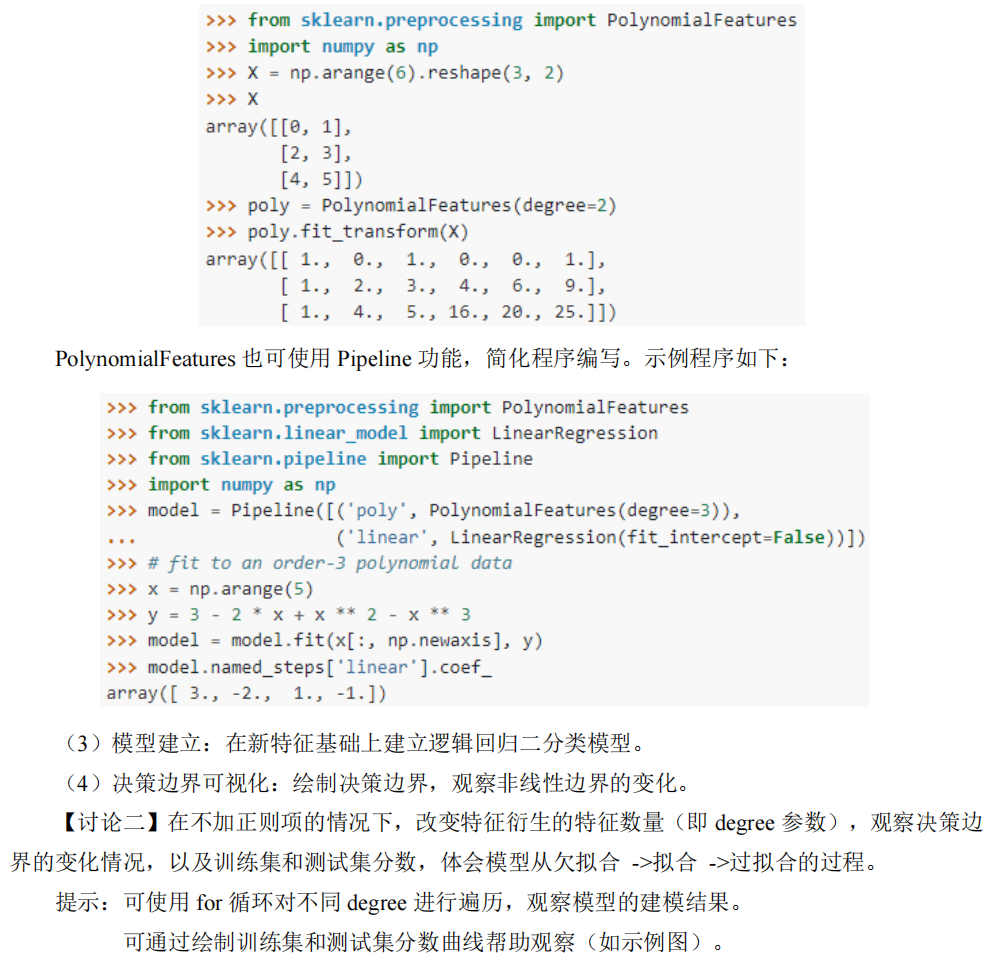 >>> from sklearn.preprocessing import PolynomialFeatures
>>> import numpy as np
>>> X = np.arange(6).reshape(3, 2)
>>> X
array([[0, 1],
       [2, 3],
       [4, 5]])
>>> poly = PolynomialFeatures(degree=2)
>>> poly.fit_transform(X)
array([[ 1.,  0.,  1.,  0.,  0.,  1.],
       [ 1.,  2.,  3.,  4.,  6.,  9.],
       [ 1.,  4.,  5., 16., 20., 25.]])
PolynomialFeatures 也可使用 Pipeline 功能，简化程序编写。示例程序如下：
>>> from sklearn.preprocessing import PolynomialFeatures
>>> from sklearn.linear_model import LinearRegression
>>> from sklearn.pipeline import Pipeline
>>> import numpy as np
>>> model = Pipeline([('poly', PolynomialFeatures(degree=3)),
...                   ('linear', LinearRegression(fit_intercept=False))])
>>> # fit to an order-3 polynomial data
>>> x = np.arange(5)
>>> y = 3 - 2 * x + x ** 2 - x ** 3
>>> model = model.fit(x[:, np.newaxis], y)
>>> model.named_steps['linear'].coef_
array([ 3., -2.,  1., -1.])
（3）模型建立：在新特征基础上建立逻辑回归二分类模型。
（4）决策边界可视化：绘制决策边界，观察非线性边界的变化。
【讨论二】在不加正则项的情况下，改变特征衍生的特征数量（即 degree 参数），观察决策边
界的变化情况，以及训练集和测试集分数，体会模型从欠拟合 ->拟合 ->过拟合的过程。
提示：可使用 for 循环对不同 degree 进行遍历，观察模型的建模结果。
可通过绘制训练集和测试集分数曲线帮助观察（如示例图）。